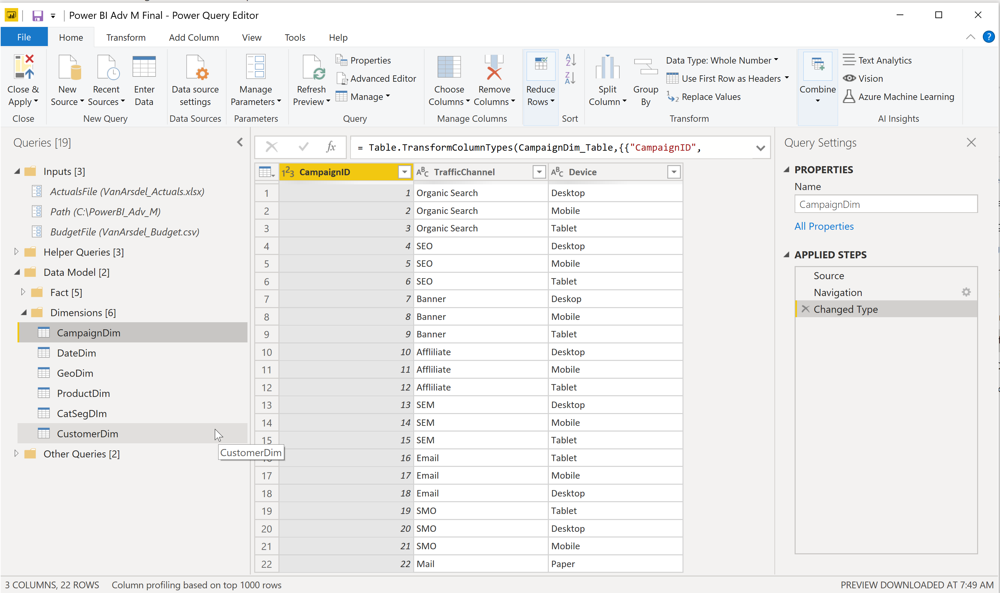 Power BI Adv M Final - Power Query Editor
File Home Transform Add Column View Tools Help
Close & Apply
New Source
Recent Sources
Enter Data
Data source settings
Manage Parameters
Refresh Preview
Properties
Advanced Editor
Manage
Choose Columns
Remove Columns
Reduce Rows
Split Column
Group By
Data Type: Whole Number
Use First Row as Headers
Replace Values
Combine
Text Analytics
Vision
Azure Machine Learning
Close New Query Data Sources Parameters Query Manage Columns Sort Transform AI Insights
Queries [19]
Inputs [3]
ActualsFile (VanArsdel_Actuals.xlsx)
Path (C:\PowerBI_Adv_M)
BudgetFile (VanArsdel_Budget.csv)
Helper Queries [3]
Data Model [2]
Fact [5]
Dimensions [6]
CampaignDim
DateDim
GeoDim
ProductDim
CatSegDIm
CustomerDim
Other Queries [2]
CustomerDim
fx = Table.TransformColumnTypes(CampaignDim_Table,{{"CampaignID",
123 CampaignID ABC TrafficChannel ABC Device
1 1 Organic Search Desktop
2 2 Organic Search Mobile
3 3 Organic Search Tablet
4 4 SEO Desktop
5 5 SEO Mobile
6 6 SEO Tablet
7 7 Banner Deskop
8 8 Banner Mobile
9 9 Banner Tablet
10 10 Affliliate Desktop
11 11 Affliliate Mobile
12 12 Affliliate Tablet
13 13 SEM Desktop
14 14 SEM Mobile
15 15 SEM Tablet
16 Email Tablet
17 17 Email Mobile
18 18 Email Desktop
19 19 SMO Tablet
20 20 SMO Desktop
21 21 SMO Mobile
22 22 Mail Paper
Query Settings
PROPERTIES
Name
CampaignDim
All Properties
APPLIED STEPS
Source
Navigation
Changed Type
3 COLUMNS, 22 ROWS Column profiling based on top 1000 rows
PREVIEW DOWNLOADED AT 7:49 AM